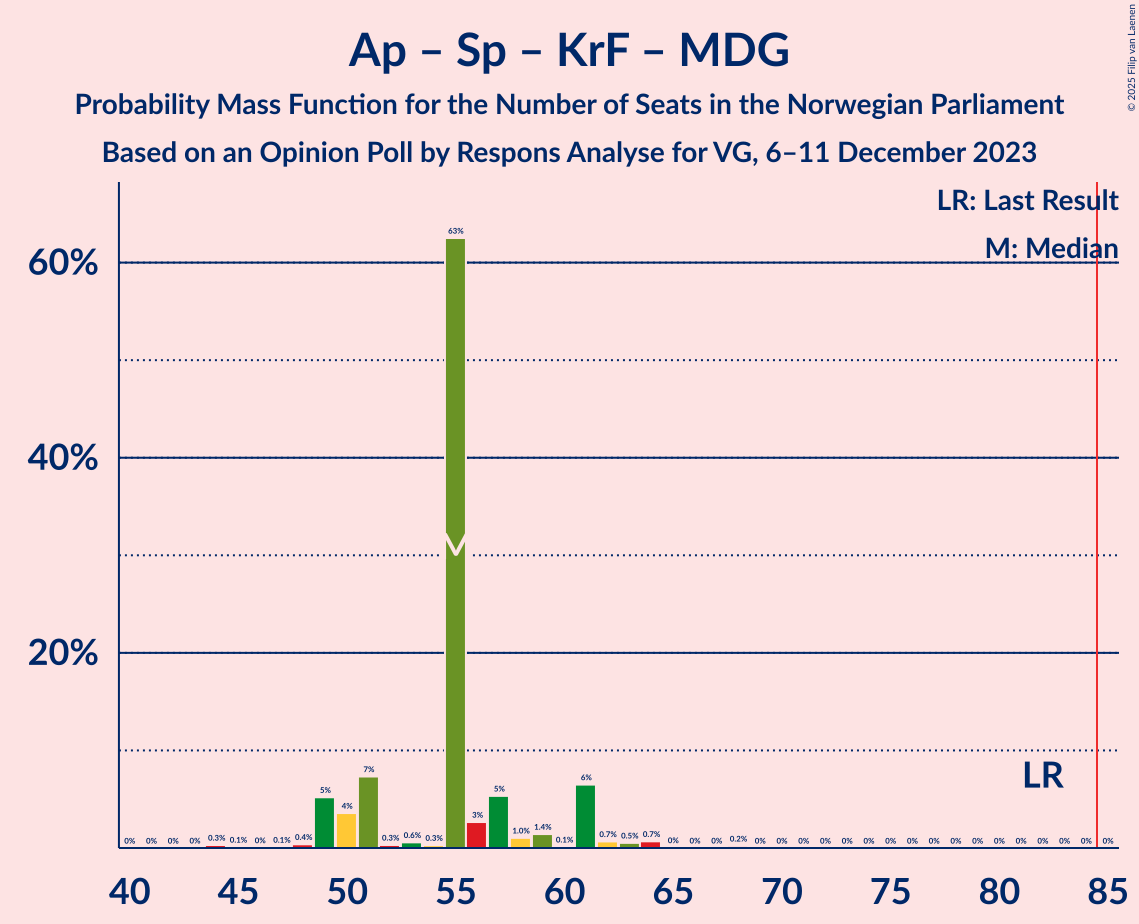 © 2025 Filip van Laenen
Ap – Sp – KrF – MDG
Probability Mass Function for the Number of Seats in the Norwegian Parliament
Based on an Opinion Poll by Respons Analyse for VG, 6–11 December 2023
LR: Last Result
M: Median
60%
40%
20%
63%
7%
6%
5% 5%
4%
3%
0% 0% 0% 0% 0.3% 0.1% 0% 0.1% 0.4% 0.3% 0.6% 0.3% 1.0% 1.4% 0.1% 0.7% 0.5% 0.7% 0% 0% 0% 0.2% 0% 0% 0% 0% 0% 0% 0% 0% 0% 0% 0% 0% 0% 0% 0% 0% 0%
LR
40 45 50 55 60 65 70 75 80 85